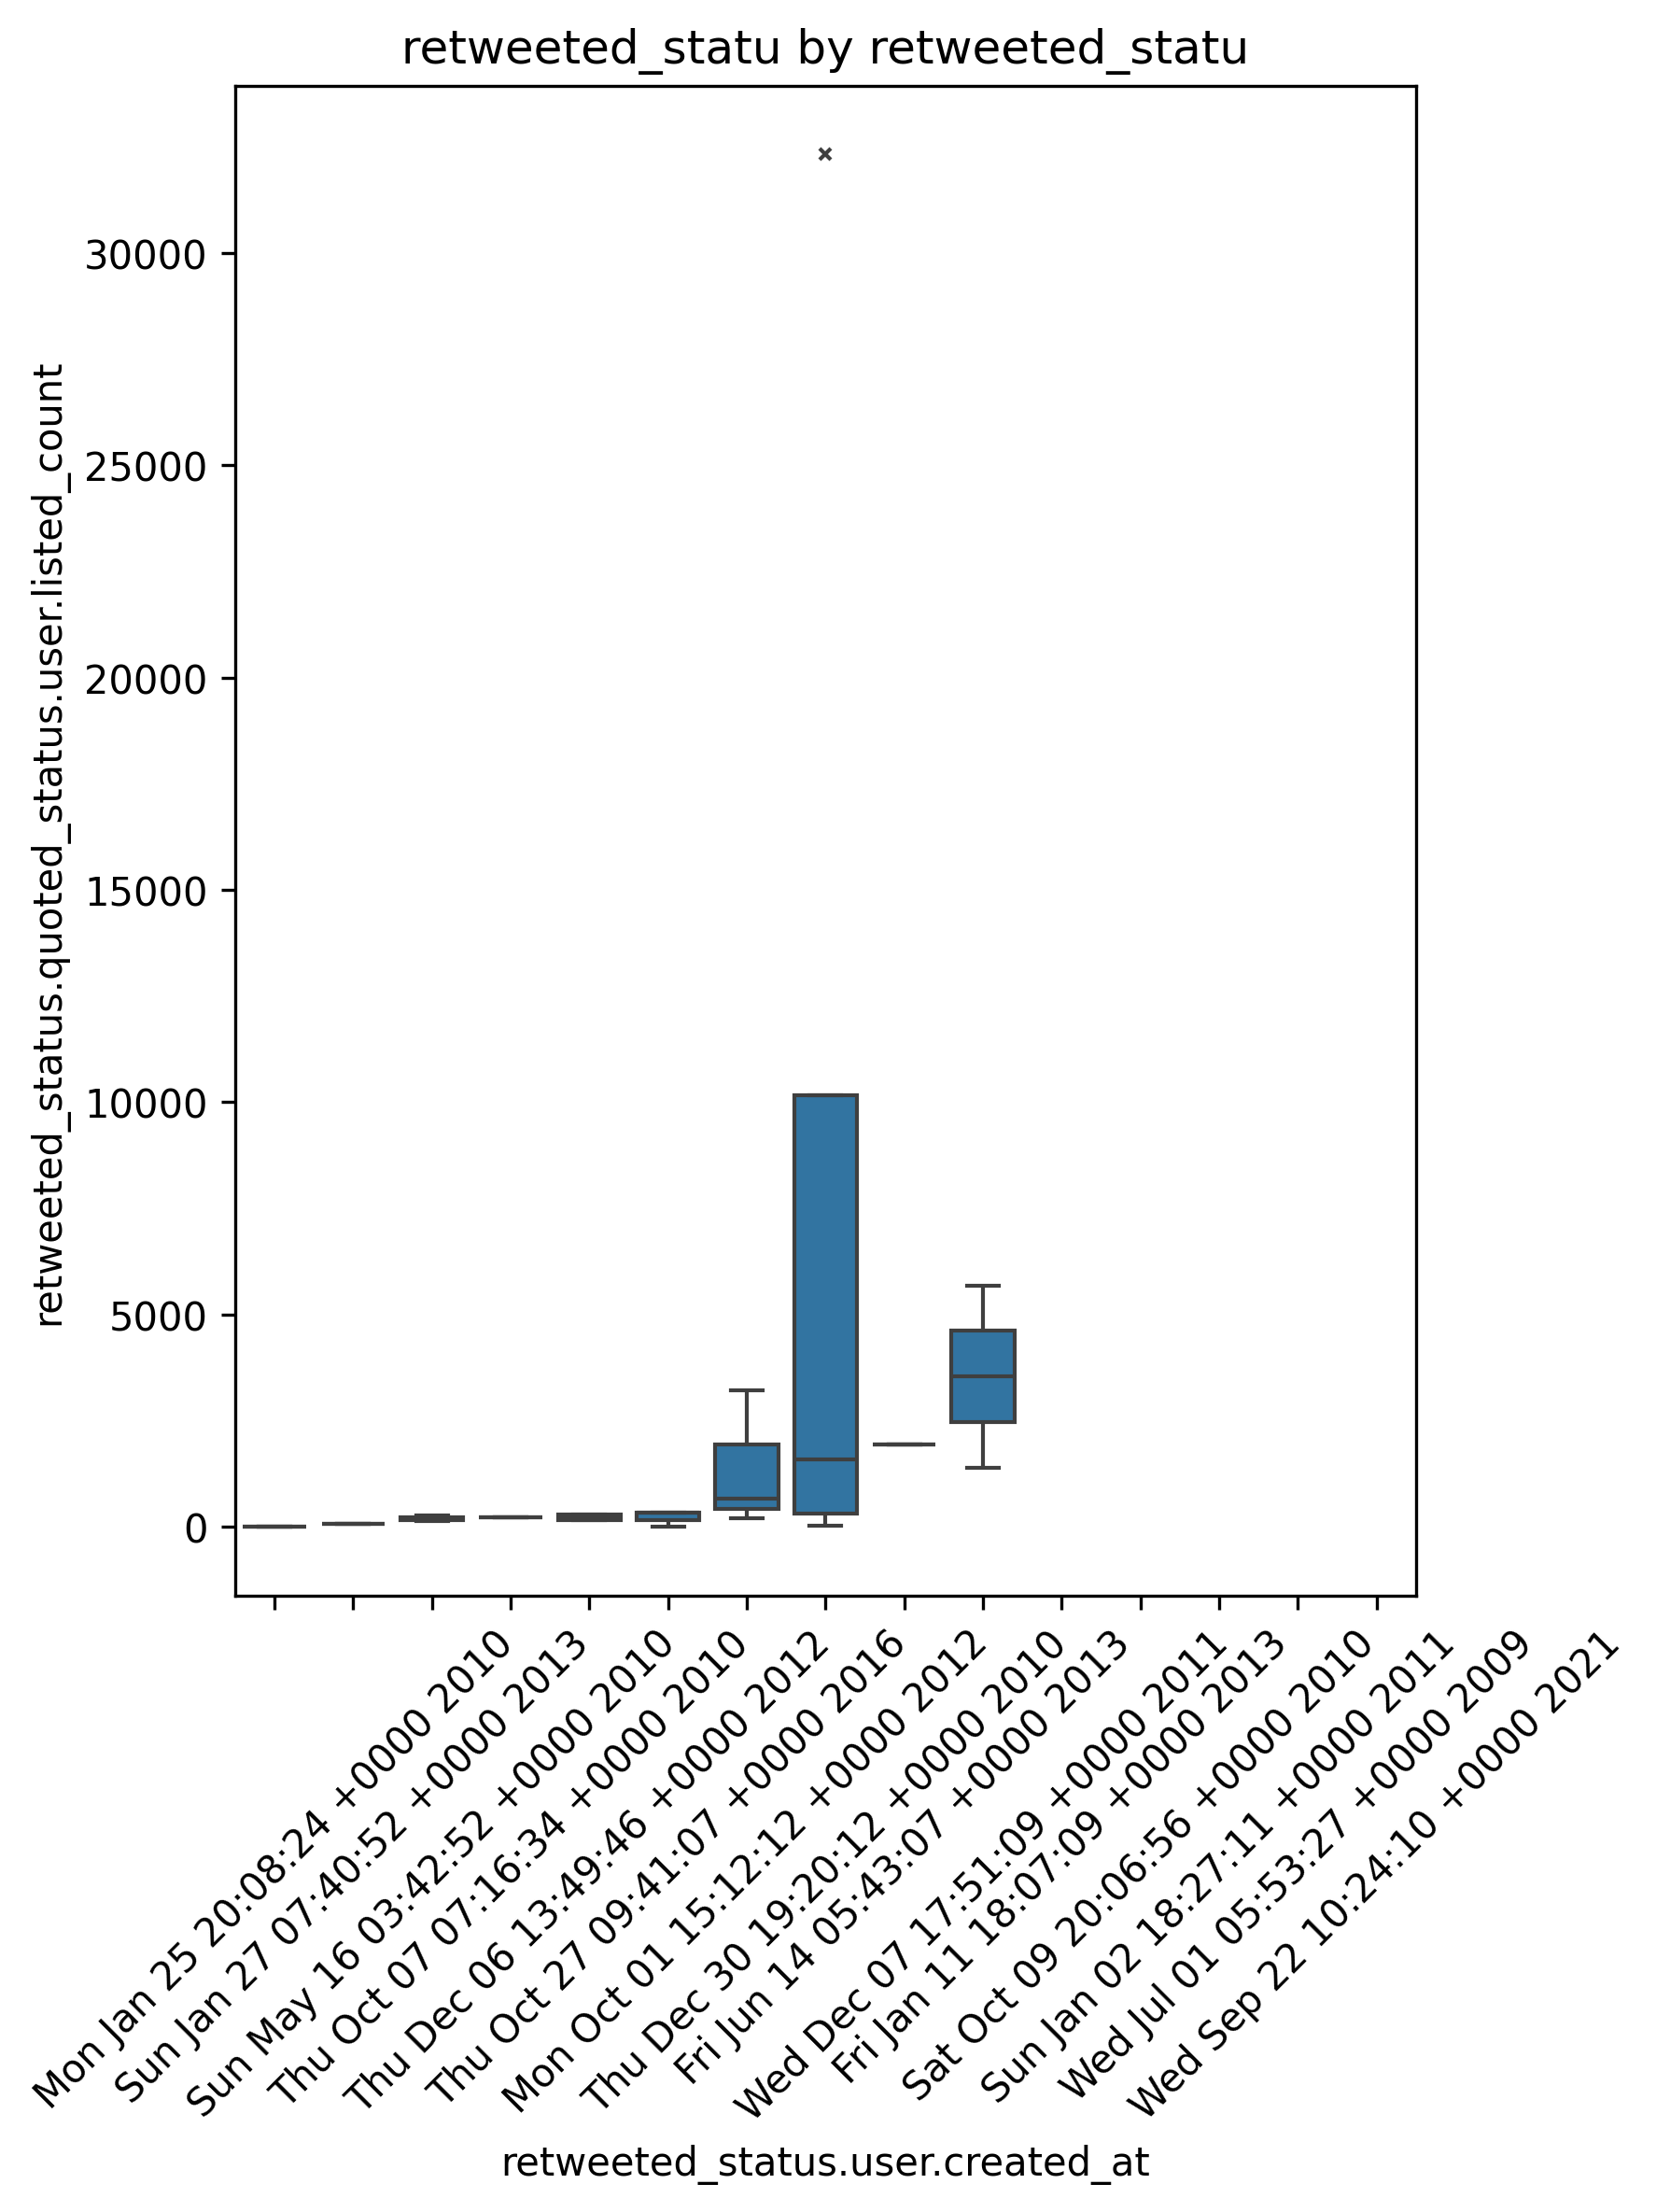 retweeted_statu by retweeted_statu
retweeted_status.quoted_status.user.listed_count
30000
25000
20000
15000
10000
5000
0
Mon Jan 25 20:08:24 +0000 2010
Sun Jan 27 07:40:52 +0000 2013
Sun May 16 03:42:52 +0000 2010
Thu Oct 07 07:16:34 +0000 2010
Thu Dec 06 13:49:46 +0000 2012
Thu Oct 27 09:41:07 +0000 2016
Mon Oct 01 15:12:12 +0000 2012
Thu Dec 30 19:20:12 +0000 2010
Fri Jun 14 05:43:07 +0000 2013
Wed Dec 07 17:51:09 +0000 2011
Fri Jan 11 18:07:09 +0000 2013
Sat Oct 09 20:06:56 +0000 2010
Sun Jan 02 18:27:11 +0000 2011
Wed Jul 01 05:53:27 +0000 2009
Wed Sep 22 10:24:10 +0000 2021
retweeted_status.user.created_at